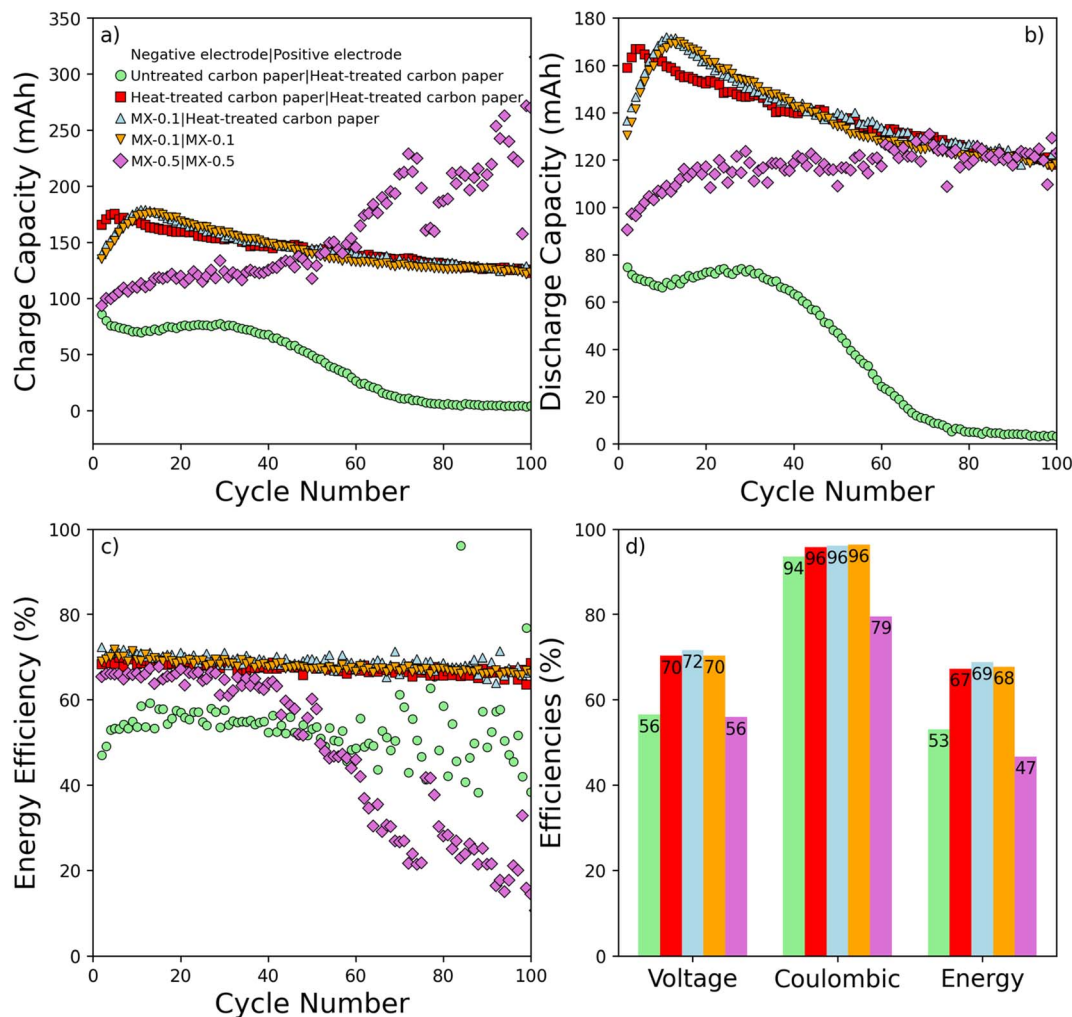 a)
Charge Capacity (mAh)
350
300
250
200
150
100
50
0
Negative electrode|Positive electrode
Untreated carbon paper|Heat-treated carbon paper
Heat-treated carbon paper|Heat-treated carbon paper
MX-0.1|Heat-treated carbon paper
MX-0.1|MX-0.1
MX-0.5|MX-0.5
0 20 40 60 80 100
Cycle Number
b)
Discharge Capacity (mAh)
180
160
140
120
100
80
60
40
20
0
0 20 40 60 80 100
Cycle Number
c)
Energy Efficiency (%)
100
80
60
40
20
0
0 20 40 60 80 100
Cycle Number
d)
Efficiencies (%)
100
80
60
40
20
0
56 70 72 70 56
94 96 96 96 79
53 67 69 68 47
Voltage Coulombic Energy